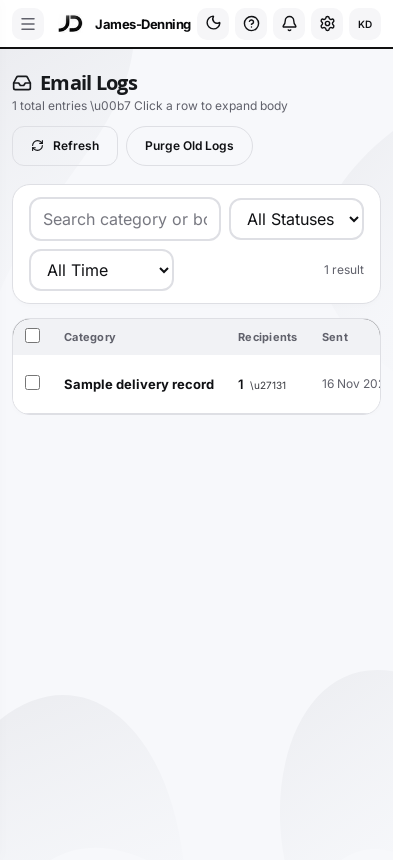 JD James-Denning KD
Email Logs
1 total entries \u00b7 Click a row to expand body
Refresh Purge Old Logs
Search category or bo All Statuses
All Time 1 result
Category Recipients Sent
Sample delivery record 1 \u27131 16 Nov 202